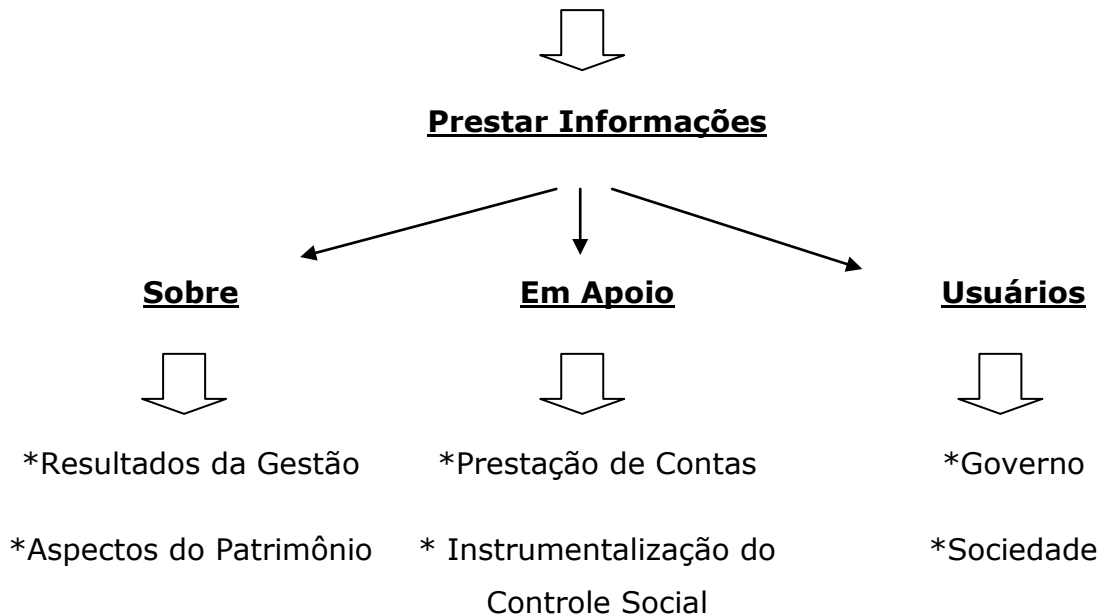 Prestar Informações
Sobre
Em Apoio
Usuários
*Resultados da Gestão
*Prestação de Contas
*Governo
*Aspectos do Patrimônio
* Instrumentalização do
Controle Social
*Sociedade